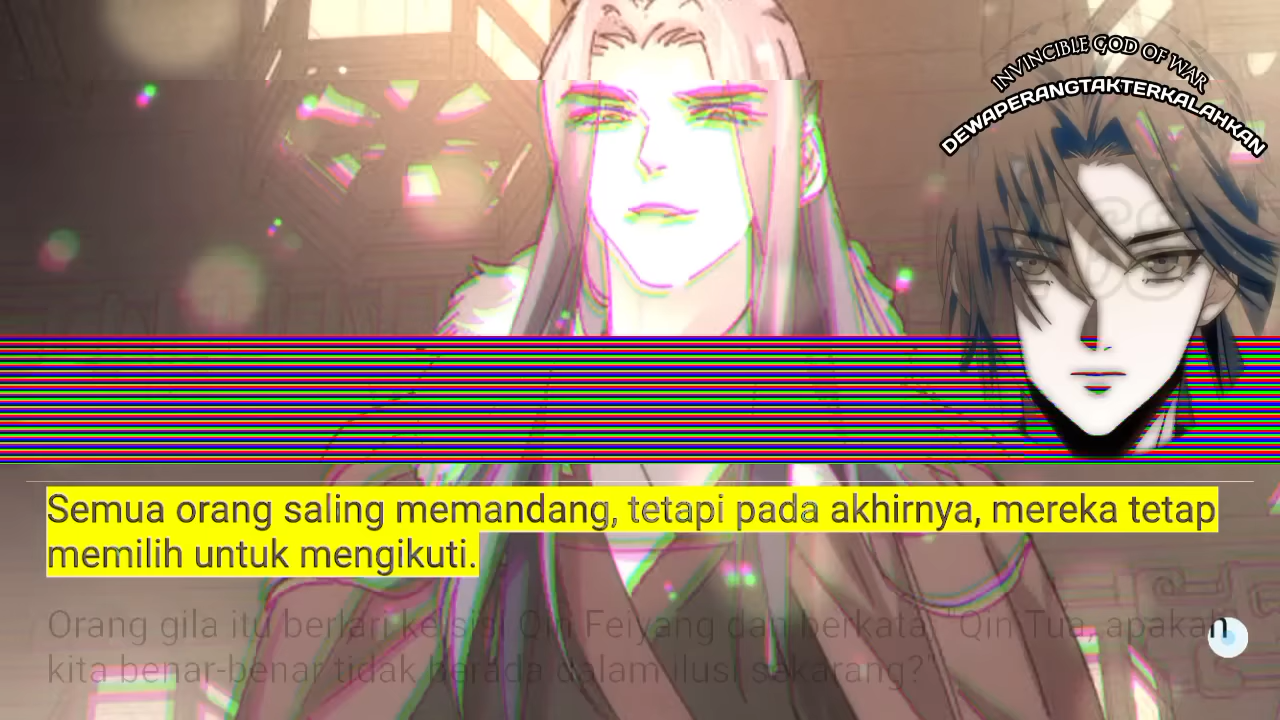 INVINCIBLE GOD OF WAR
DEWAPERANGTAKTERKALAHKAN
Semua orang saling memandang, tetapi pada akhirnya, mereka tetap
memilih untuk mengikuti.
Orang gila itu berlari ke sisi Qin Feiyang dan berkata, "Qin Tua, apakah
kita benar-benar tidak berada dalam ilusi sekarang?"